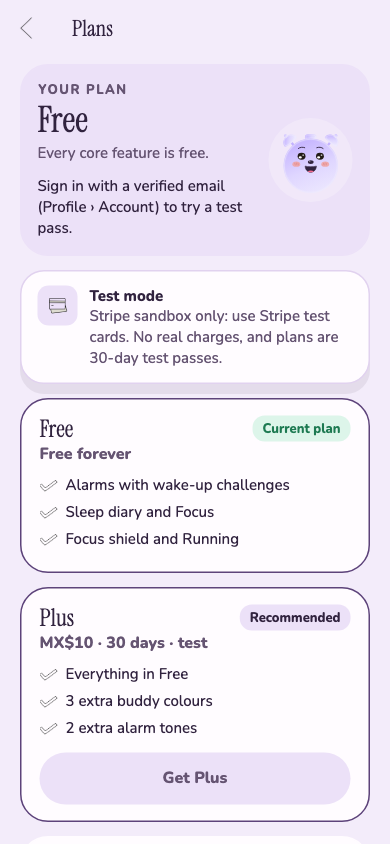 Plans
YOUR PLAN
Free
Every core feature is free.
Sign in with a verified email
(Profile › Account) to try a test
pass.
Test mode
Stripe sandbox only: use Stripe test
cards. No real charges, and plans are
30-day test passes.
Free
Current plan
Free forever
Alarms with wake-up challenges
Sleep diary and Focus
Focus shield and Running
Plus
Recommended
MX$10 · 30 days · test
Everything in Free
3 extra buddy colours
2 extra alarm tones
Get Plus